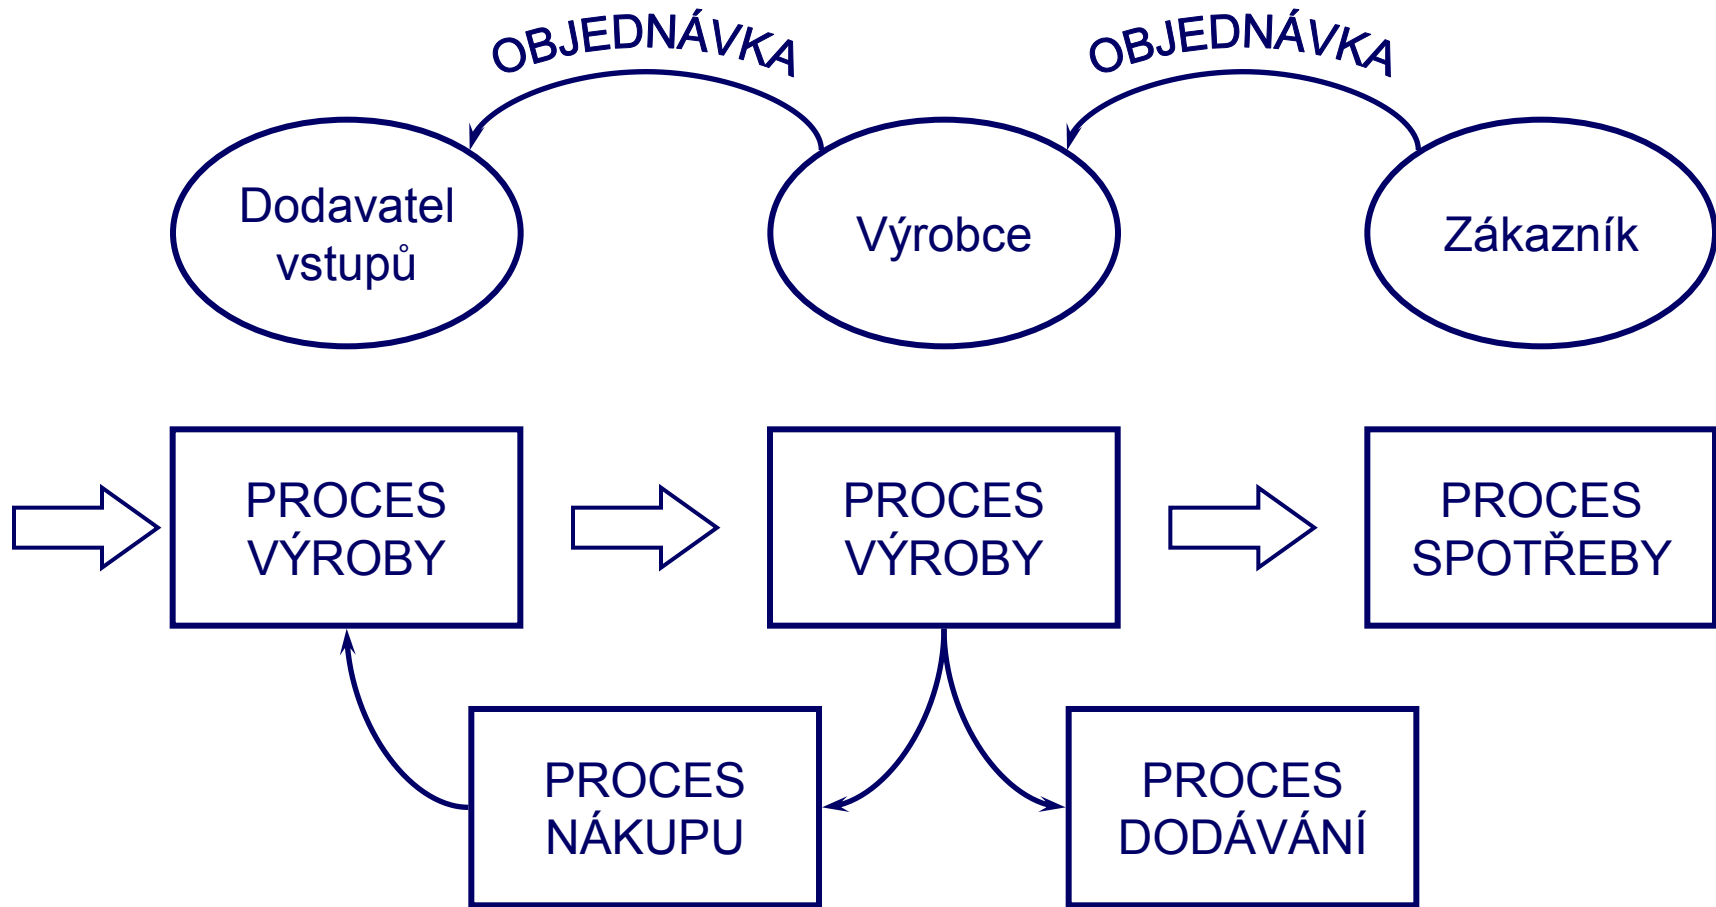 OBJEDNÁVKA
OBJEDNÁVKA
Dodavatel
vstupů
Výrobce
Zákazník
PROCES
VÝROBY
PROCES
VÝROBY
PROCES
SPOTŘEBY
PROCES
NÁKUPU
PROCES
DODÁVÁNÍ